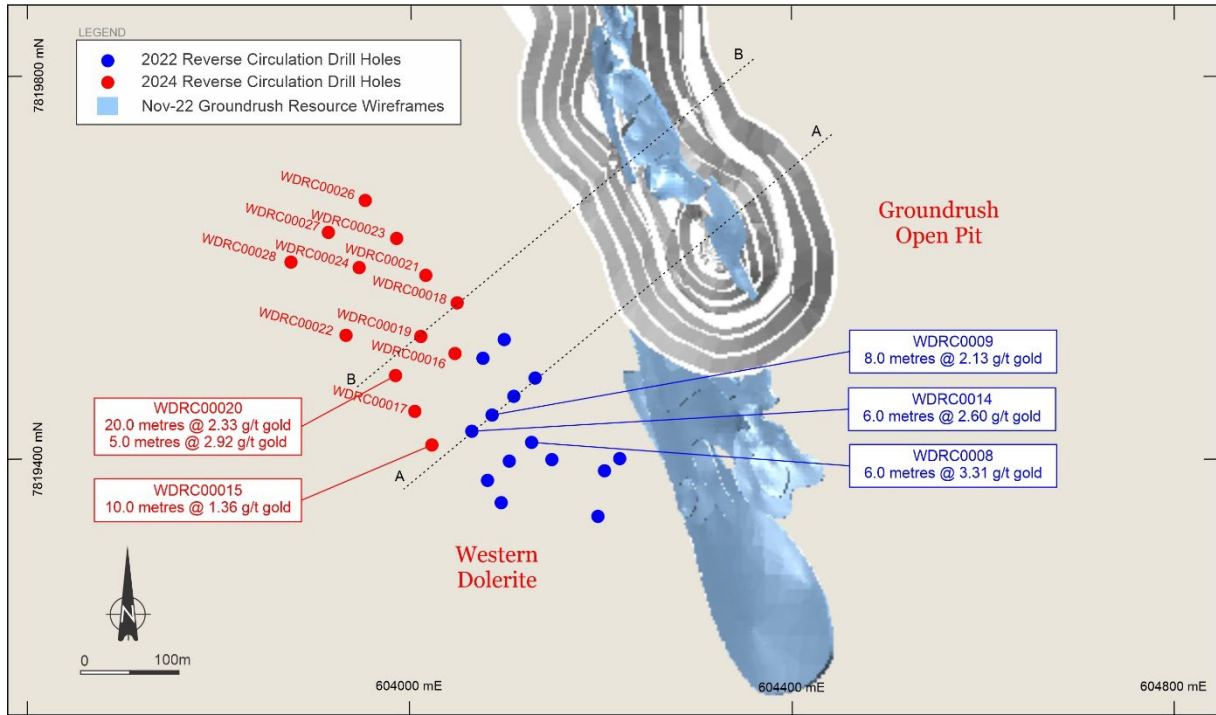 LEGEND
2022 Reverse Circulation Drill Holes
2024 Reverse Circulation Drill Holes
Nov-22 Groundrush Resource Wireframes
7819800 mN
B
A
WDRC00026
WDRC00023
WDRC00027
WDRC00021
WDRC00024
WDRC00028
WDRC00018
Groundrush
Open Pit
WDRC00019
WDRC00022
WDRC00016
B
WDRC00017
WDRC0009
8.0 metres @ 2.13 g/t gold
WDRC00020
20.0 metres @ 2.33 g/t gold
5.0 metres @ 2.92 g/t gold
WDRC0014
6.0 metres @ 2.60 g/t gold
7819400 mN
A
WDRC0008
6.0 metres @ 3.31 g/t gold
WDRC00015
10.0 metres @ 1.36 g/t gold
Western
Dolerite
N
0 100m
604000 mE
604400 mE
604800 mE